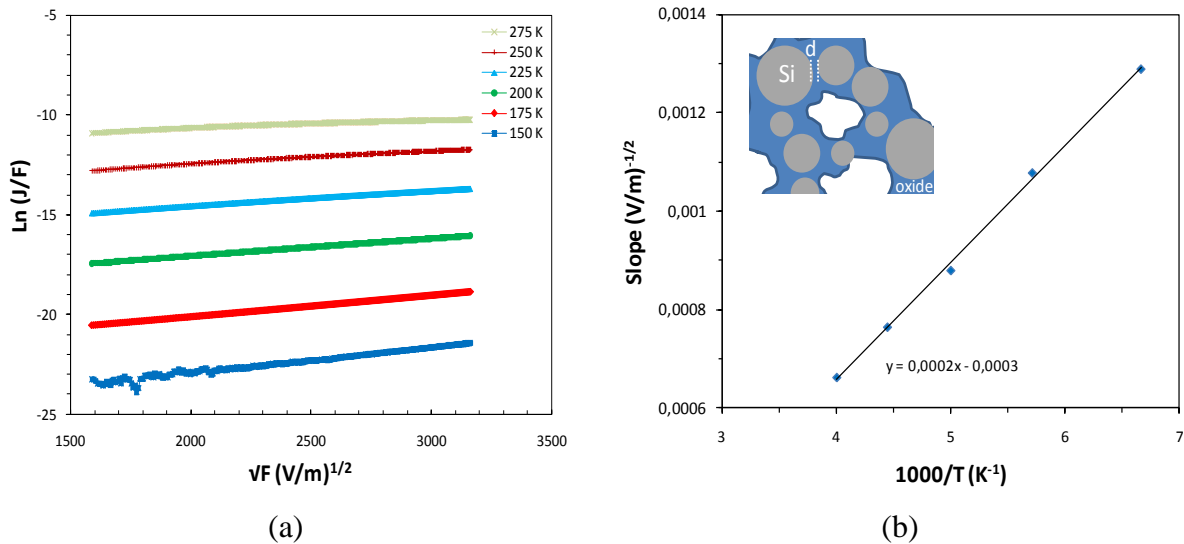 -5
-10
-15
-20
-25
Ln (J/F)
275 K
250 K
225 K
200 K
175 K
150 K
1500 2000 2500 3000 3500
√F (V/m)1/2
(a)
0,0014
0,0012
0,001
0,0008
0,0006
Slope (V/m)-1/2
d
Si
oxide
y = 0,0002x - 0,0003
3 4 5 6 7
1000/T (K-1)
(b)